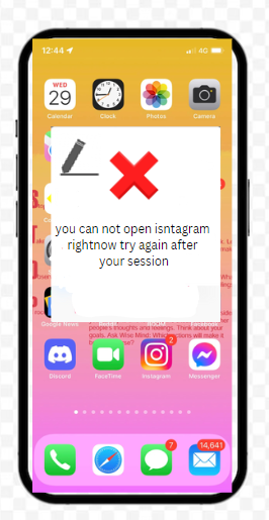 12:44 4G
WED
29
Calendar Clock Photos Camera
you can not open isntagram
rightnow try again after
your session
Google News
people's thoughts and feelings. Think about your
goals. Ask Wise Mind: Which actions will make it
2
Discord FaceTime Instagram Messenger
7 14,641